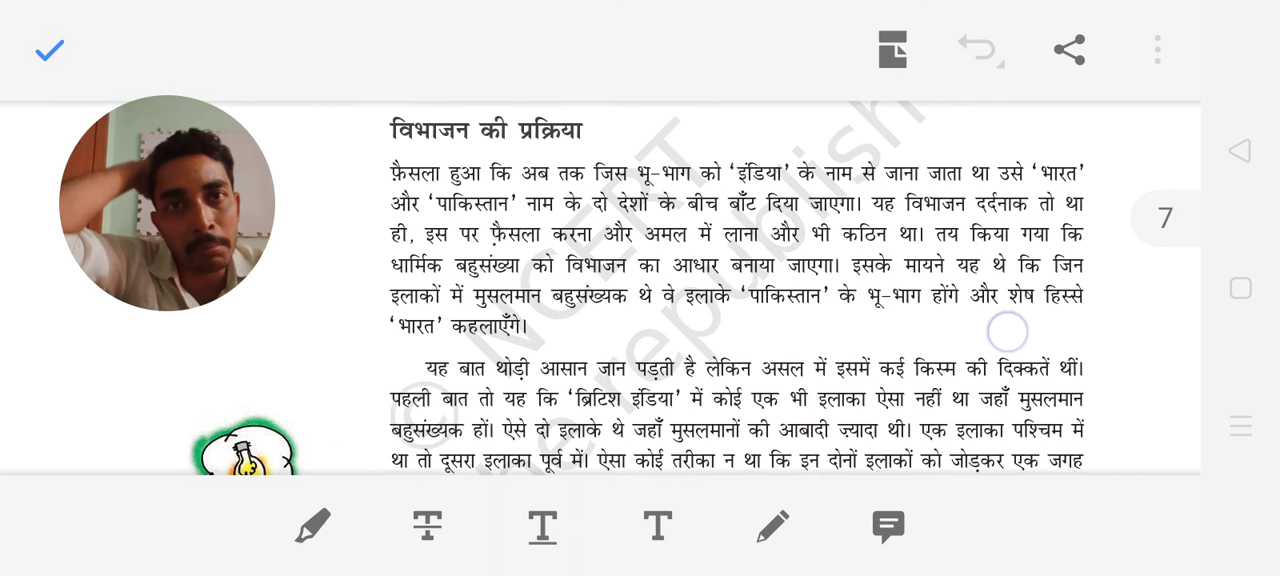 विभाजन की प्रक्रिया
फ़ैसला हुआ कि अब तक जिस भू-भाग को ‘इंडिया’ के नाम से जाना जाता था उसे ‘भारत’
और ‘पाकिस्तान’ नाम के दो देशों के बीच बाँट दिया जाएगा। यह विभाजन दर्दनाक तो था
ही, इस पर फ़ैसला करना और अमल में लाना और भी कठिन था। तय किया गया कि
धार्मिक बहुसंख्या को विभाजन का आधार बनाया जाएगा। इसके मायने यह थे कि जिन
इलाकों में मुसलमान बहुसंख्यक थे वे इलाके ‘पाकिस्तान’ के भू-भाग होंगे और शेष हिस्से
‘भारत’ कहलाएँगे।
यह बात थोड़ी आसान जान पड़ती है लेकिन असल में इसमें कई किस्म की दिक्कतें थीं।
पहली बात तो यह कि ‘ब्रिटिश इंडिया’ में कोई एक भी इलाका ऐसा नहीं था जहाँ मुसलमान
बहुसंख्यक हों। ऐसे दो इलाके थे जहाँ मुसलमानों की आबादी ज़्यादा थी। एक इलाका पश्चिम में
था तो दूसरा इलाका पूर्व में। ऐसा कोई तरीका न था कि इन दोनों इलाकों को जोड़कर एक जगह
7
© NCERT
be republish
T
T
T